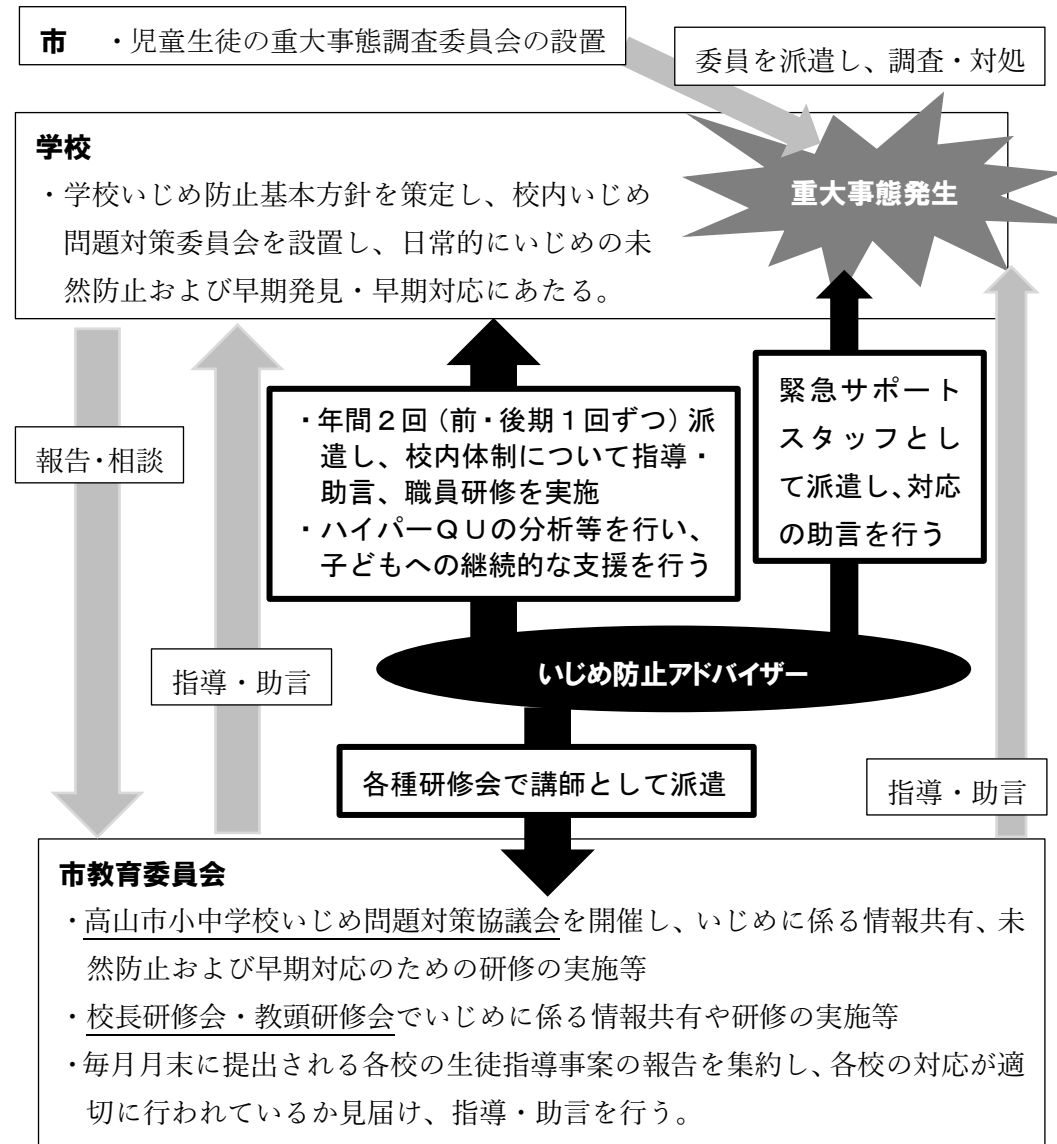 市　・児童生徒の重大事態調査委員会の設置
委員を派遣し、調査・対処
学校
・学校いじめ防止基本方針を策定し、校内いじめ
問題対策委員会を設置し、日常的にいじめの未
然防止および早期発見・早期対応にあたる。
重大事態発生
報告・相談
指導・助言
・年間２回（前・後期１回ずつ）派
遣し、校内体制について指導・
助言、職員研修を実施
・ハイパーＱＵの分析等を行い、
子どもへの継続的な支援を行う
緊急サポート
スタッフとし
て派遣し、対応
の助言を行う
いじめ防止アドバイザー
各種研修会で講師として派遣
指導・助言
市教育委員会
・高山市小中学校いじめ問題対策協議会を開催し、いじめに係る情報共有、未
然防止および早期対応のための研修の実施等
・校長研修会・教頭研修会でいじめに係る情報共有や研修の実施等
・毎月月末に提出される各校の生徒指導事案の報告を集約し、各校の対応が適
切に行われているか見届け、指導・助言を行う。